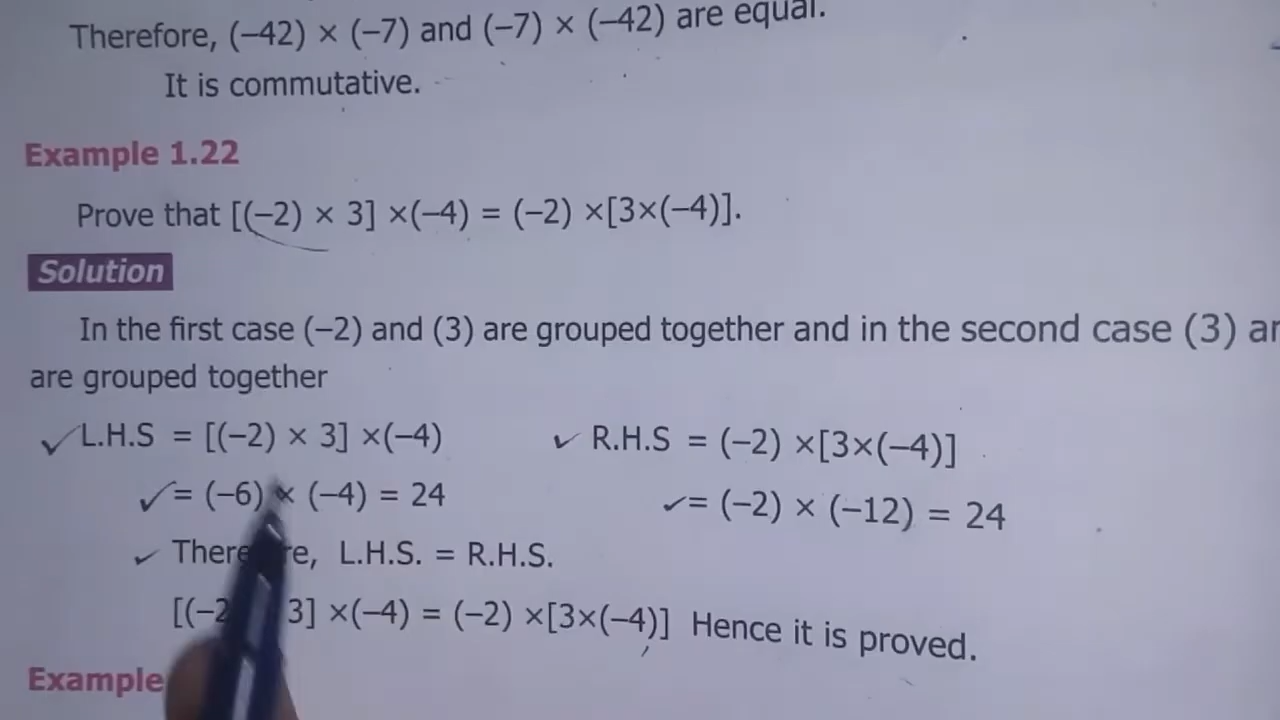 Therefore, (−42) × (−7) and (−7) × (−42) are equal.
It is commutative.
Example 1.22
Prove that [(−2) × 3] ×(−4) = (−2) ×[3×(−4)].
Solution
In the first case (−2) and (3) are grouped together and in the second case (3)
are grouped together
L.H.S = [(−2) × 3] ×(−4)
R.H.S = (−2) ×[3×(−4)]
= (−6) × (−4) = 24
= (−2) × (−12) = 24
L.H.S. = R.H.S.
3] ×(−4) = (−2) ×[3×(−4)] Hence it is proved.
Example